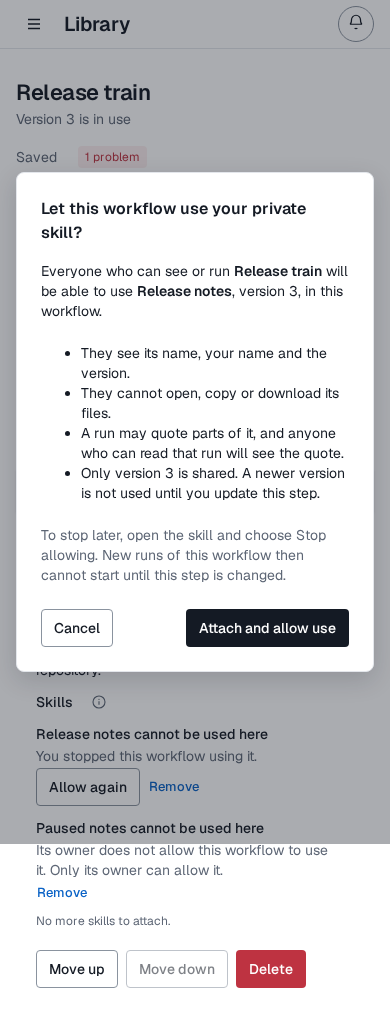 Library
Release train
Version 3 is in use
Saved 1 problem
Let this workflow use your private
skill?
Everyone who can see or run Release train will
be able to use Release notes, version 3, in this
workflow.
They see its name, your name and the
version.
They cannot open, copy or download its
files.
A run may quote parts of it, and anyone
who can read that run will see the quote.
Only version 3 is shared. A newer version
is not used until you update this step.
To stop later, open the skill and choose Stop
allowing. New runs of this workflow then
cannot start until this step is changed.
Cancel Attach and allow use
repository.
Skills
Release notes cannot be used here
You stopped this workflow using it.
Allow again Remove
Paused notes cannot be used here
Its owner does not allow this workflow to use
it. Only its owner can allow it.
Remove
No more skills to attach.
Move up Move down Delete